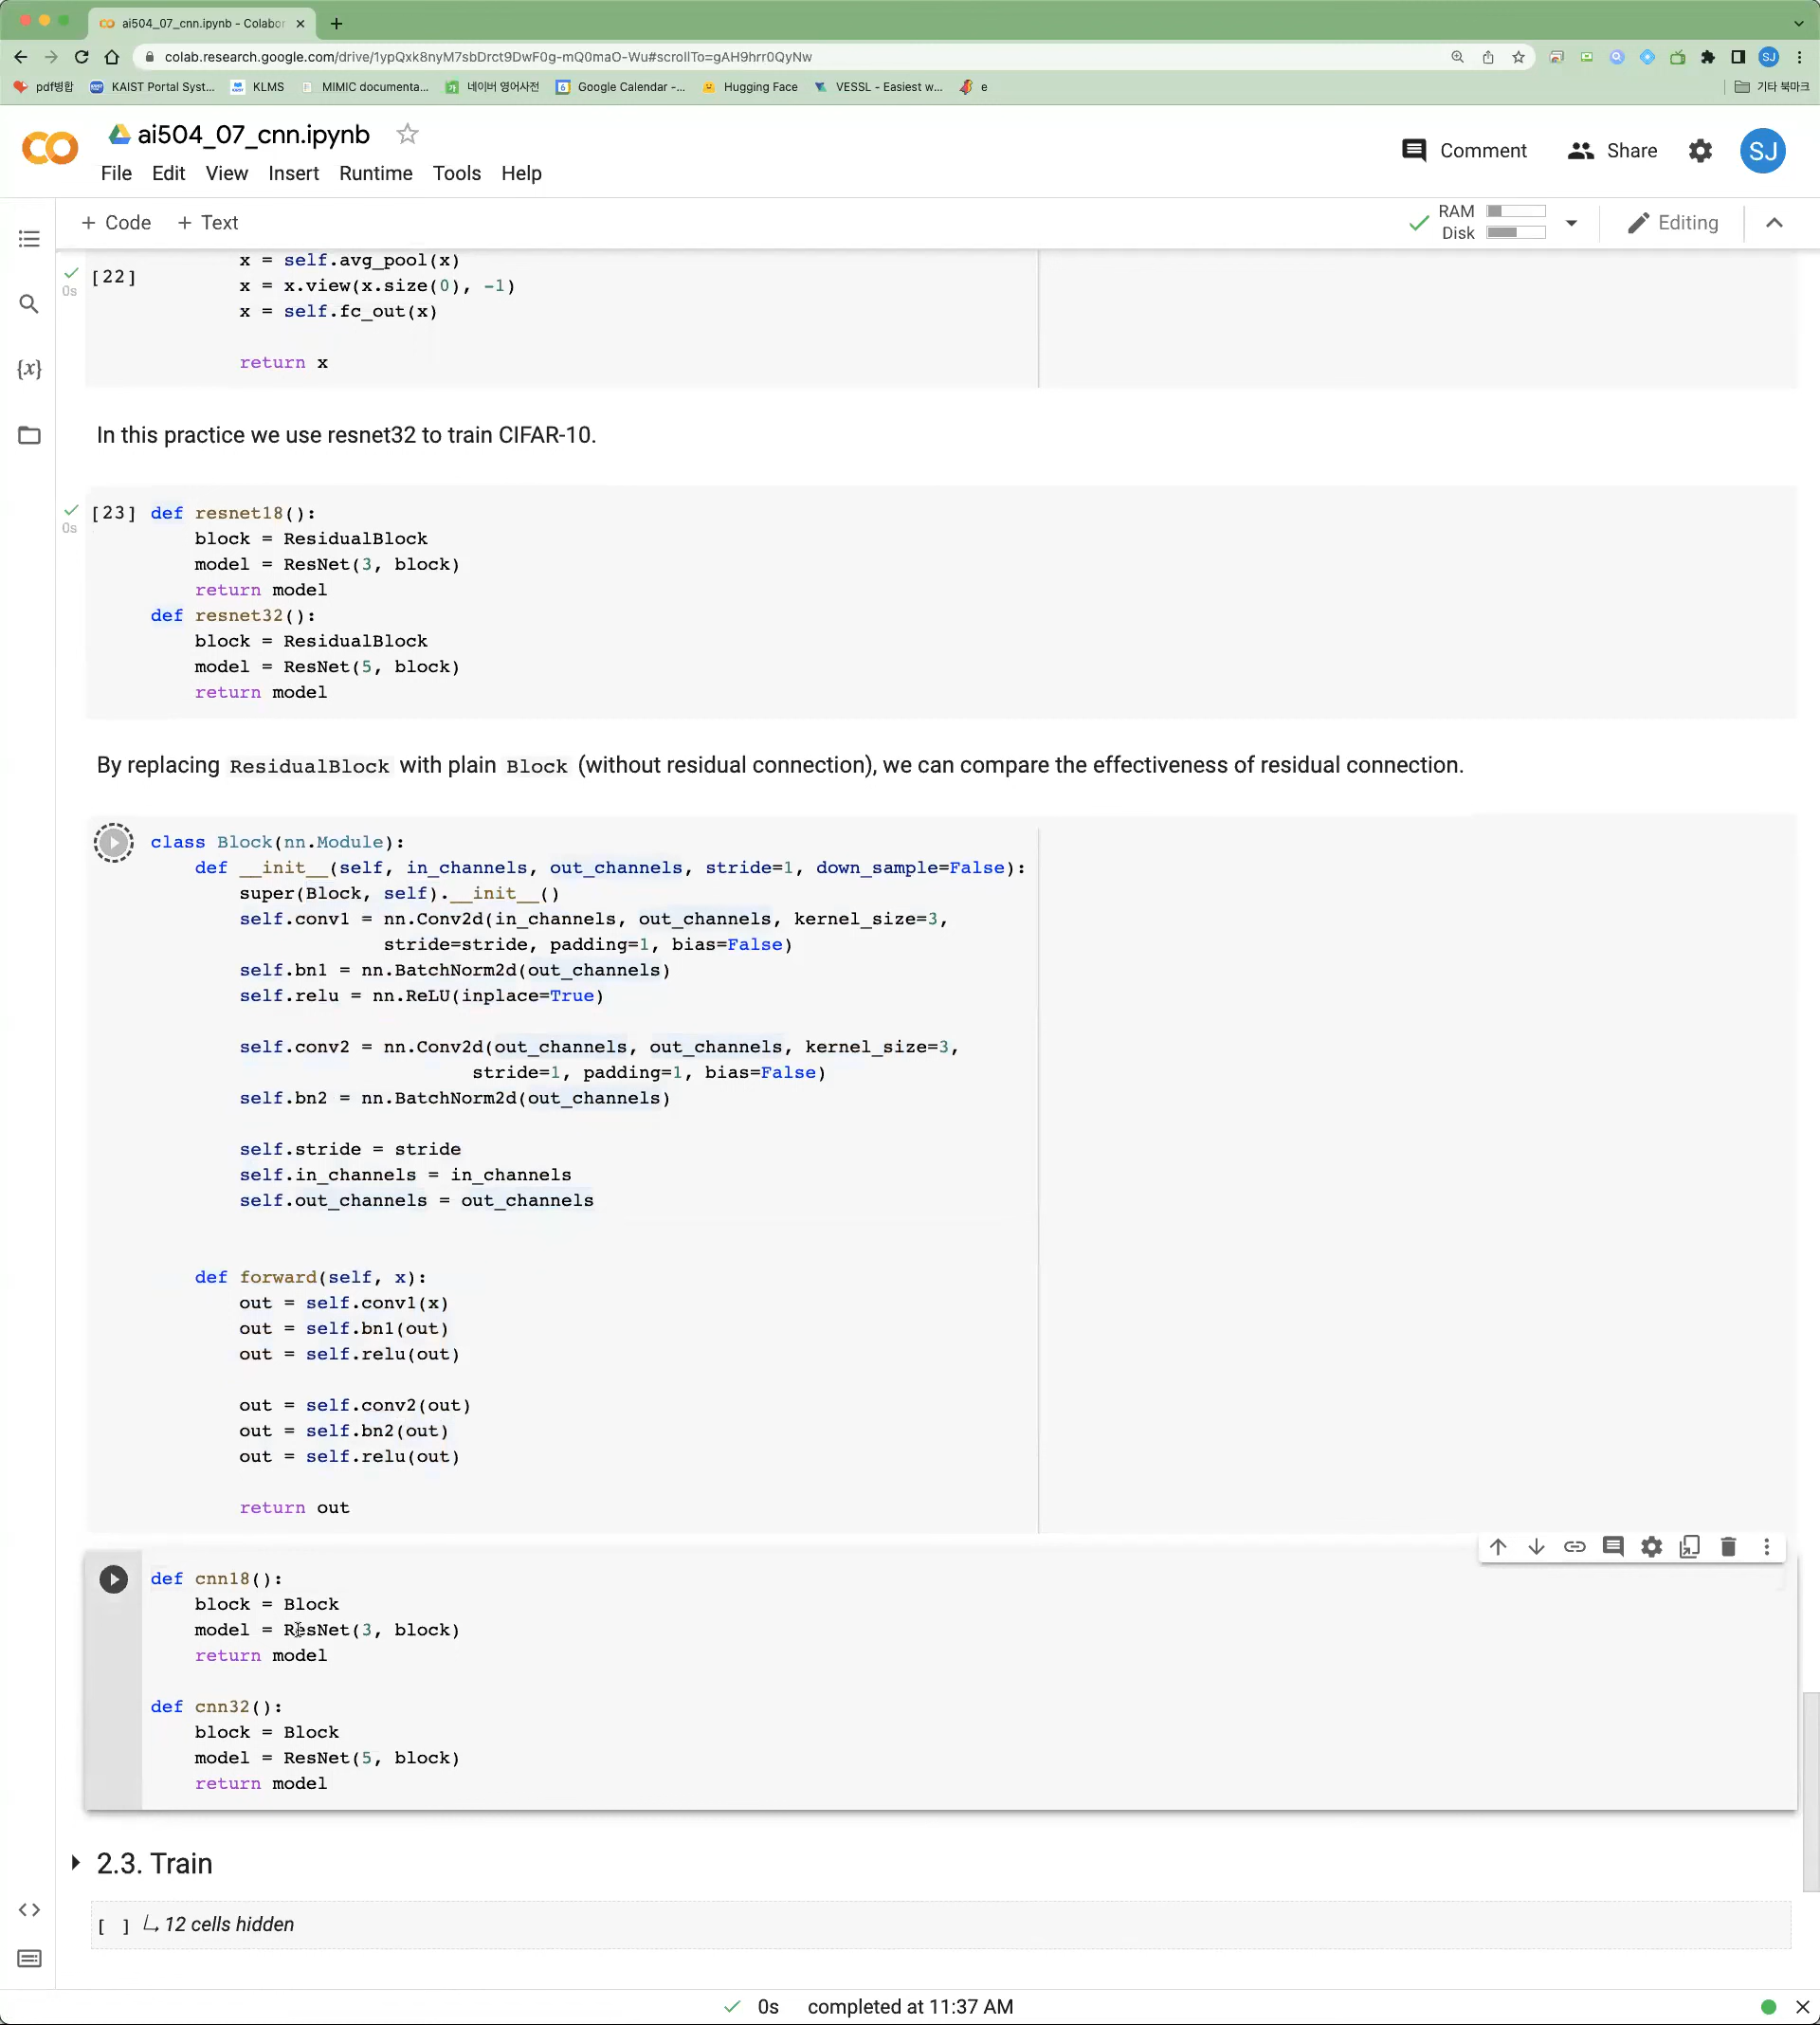 ai504_07_cnn.ipynb - Colabor
colab.research.google.com/drive/1ypQxk8nyM7sbDrct9DwF0g-mQ0maO-Wu#scrollTo=gAH9hrr0QyNw
SJ
pdf병합
KAIST Portal Syst...
KLMS
MIMIC documenta...
네이버 영어사전
6 Google Calendar -...
Hugging Face
VESSL - Easiest w...
e
기타 북마크
ai504_07_cnn.ipynb
Comment
Share
SJ
File Edit View Insert Runtime Tools Help
+ Code + Text
RAM
Disk
Editing
[22]
0s
        x = self.avg_pool(x)
        x = x.view(x.size(0), -1)
        x = self.fc_out(x)
        return x
In this practice we use resnet32 to train CIFAR-10.
[23] def resnet18():
0s
    block = ResidualBlock
    model = ResNet(3, block)
    return model
def resnet32():
    block = ResidualBlock
    model = ResNet(5, block)
    return model
By replacing ResidualBlock with plain Block (without residual connection), we can compare the effectiveness of residual connection.
class Block(nn.Module):
    def __init__(self, in_channels, out_channels, stride=1, down_sample=False):
        super(Block, self).__init__()
        self.conv1 = nn.Conv2d(in_channels, out_channels, kernel_size=3,
                     stride=stride, padding=1, bias=False)
        self.bn1 = nn.BatchNorm2d(out_channels)
        self.relu = nn.ReLU(inplace=True)
        self.conv2 = nn.Conv2d(out_channels, out_channels, kernel_size=3,
                             stride=1, padding=1, bias=False)
        self.bn2 = nn.BatchNorm2d(out_channels)
        self.stride = stride
        self.in_channels = in_channels
        self.out_channels = out_channels
    def forward(self, x):
        out = self.conv1(x)
        out = self.bn1(out)
        out = self.relu(out)
        out = self.conv2(out)
        out = self.bn2(out)
        out = self.relu(out)
        return out
def cnn18():
    block = Block
    model = ResNet(3, block)
    return model
def cnn32():
    block = Block
    model = ResNet(5, block)
    return model
2.3. Train
[ ] 12 cells hidden
0s completed at 11:37 AM